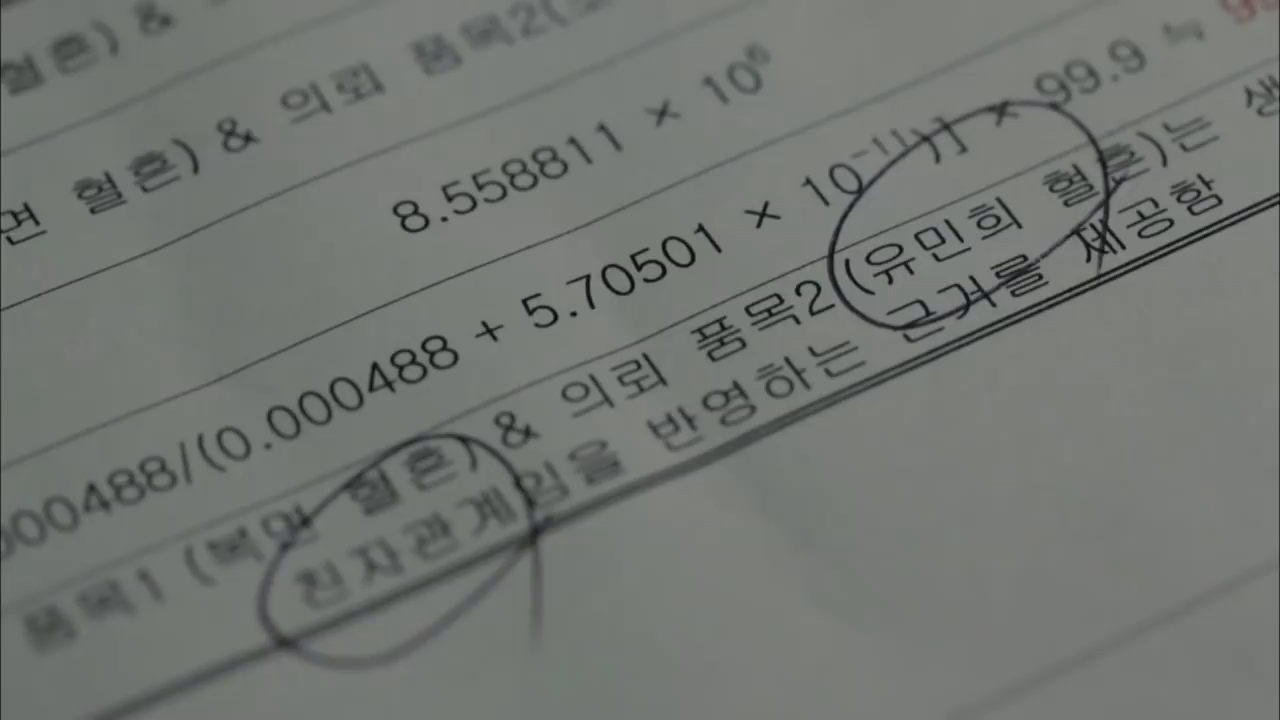 혈흔) &
면 혈흔) & 의뢰 품목2(
8.558811 × 10⁶
000488/(0.000488 + 5.70501 × 10⁻¹¹)] × 99.9 ≒
품목1 (복면 혈흔) & 의뢰 품목2 (유민희 혈흔)는 생
친자관계임을 반영하는 근거를 제공함